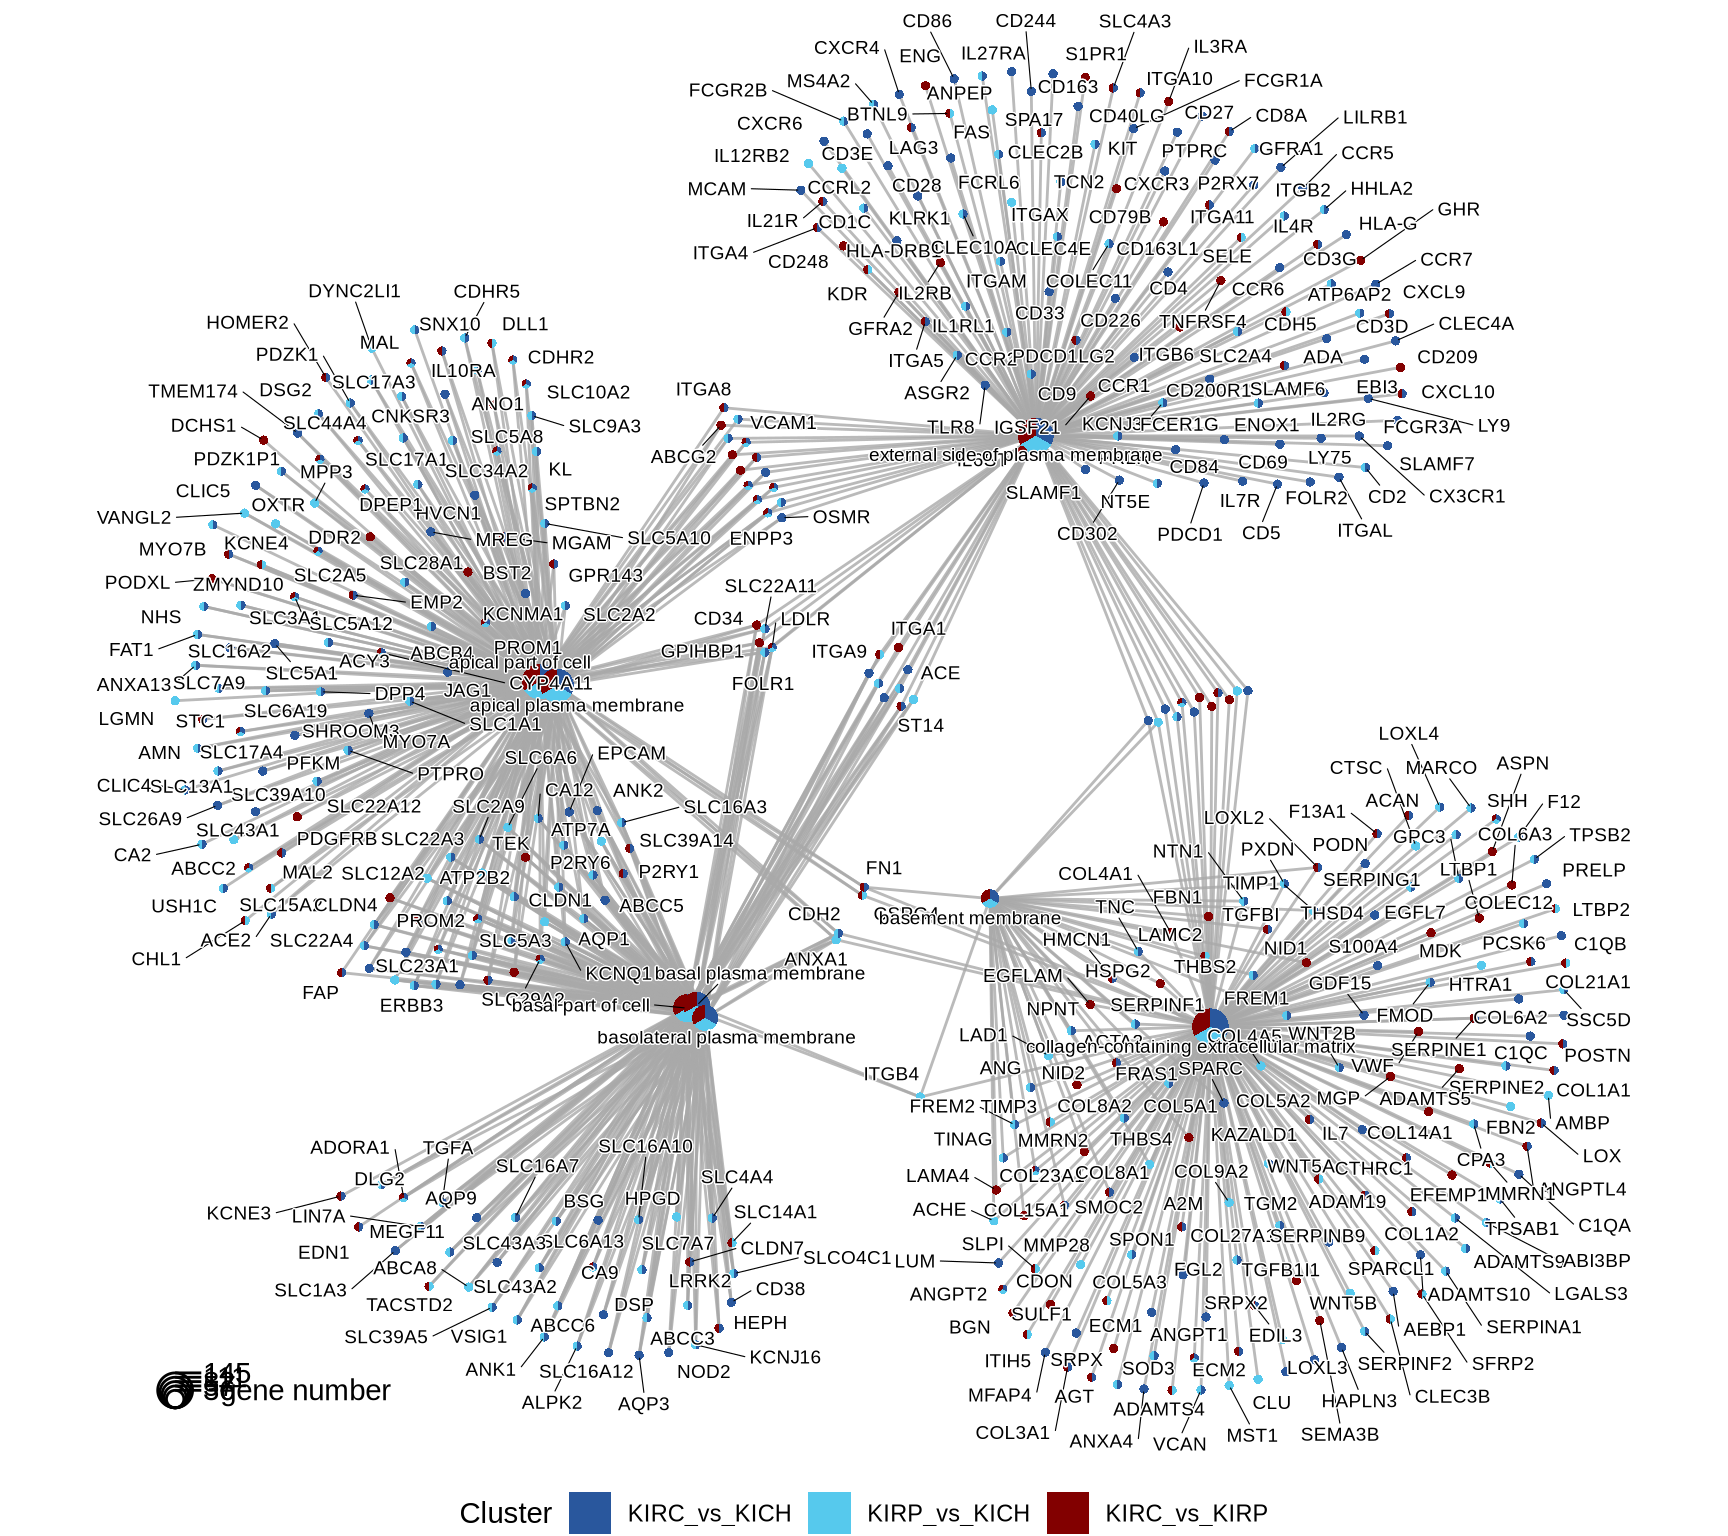 CD86 CD244 SLC4A3
CXCR4 ENG IL27RA S1PR1 IL3RA
FCGR2B MS4A2 ANPEP CD163 ITGA10 FCGR1A
CXCR6 BTNL9 FAS SPA17 CD40LG CD27 CD8A LILRB1
IL12RB2 CD3E LAG3 CLEC2B KIT PTPRC GFRA1 CCR5
MCAM CCRL2 CD28 FCRL6 TCN2 CXCR3 P2RX7 ITGB2 HHLA2
IL21R CD1C KLRK1 ITGAX CD79B ITGA11 IL4R HLA-G GHR
ITGA4 CD248 HLA-DRB1 CLEC10A CLEC4E CD163L1 SELE CD3G CCR7
KDR IL2RB ITGAM COLEC11 CD4 CCR6 ATP6AP2 CXCL9
GFRA2 IL1RL1 CD33 CD226 TNFRSF4 CDH5 CD3D CLEC4A
ITGA5 CCR2 PDCD1LG2 ITGB6 SLC2A4 ADA CD209
ASGR2 CD9 CCR1 CD200R1 SLAMF6 EBI3 CXCL10
TLR8 IGSF21 KCNJ3 FCER1G ENOX1 IL2RG FCGR3A LY9
external side of plasma membrane CD84 CD69 LY75 SLAMF7
SLAMF1 NT5E IL7R FOLR2 CD2 CX3CR1
CD302 PDCD1 CD5 ITGAL
DYNC2LI1 CDHR5
HOMER2 MAL SNX10 DLL1
PDZK1 SLC17A3 IL10RA CDHR2
TMEM174 DSG2 ANO1 SLC10A2 ITGA8
DCHS1 SLC44A4 CNKSR3 SLC5A8 SLC9A3 VCAM1
PDZK1P1 MPP3 SLC17A1 SLC34A2 KL ABCG2
CLIC5 OXTR DPEP1 HVCN1 SPTBN2 OSMR
VANGL2 DDR2 MREG MGAM SLC5A10 ENPP3
MYO7B KCNE4 SLC28A1 BST2 GPR143
PODXL ZMYND10 SLC2A5 EMP2 SLC22A11
NHS SLC3A1 SLC5A12 KCNMA1 SLC2A2 CD34 LDLR
FAT1 SLC16A2 ACY3 ABCB4 PROM1 GPIHBP1 ITGA9 ITGA1
apical part of cell
ANXA13 SLC7A9 SLC5A1 DPP4 JAG1 CYP4A11 FOLR1 ACE
apical plasma membrane
LGMN STC1 SLC6A19 SHROOM3 SLC1A1 ST14
AMN SLC17A4 PFKM MYO7A SLC6A6 EPCAM
CLIC4 SLC13A1 SLC39A10 PTPRO CA12 ANK2
SLC26A9 SLC43A1 SLC22A12 SLC2A9 ATP7A SLC16A3
CA2 PDGFRB SLC22A3 TEK P2RY6 SLC39A14
ABCC2 MAL2 SLC12A2 ATP2B2 P2RY1 FN1
USH1C CLDN4 CLDN1 ABCC5 CDH2
ACE2 SLC22A4 PROM2 SLC5A3 AQP1 ANXA1
CHL1 SLC23A1 KCNQ1 basal plasma membrane
FAP ERBB3 basal part of cell
basolateral plasma membrane
ITGB4
LOXL4
CTSC MARCO ASPN
LOXL2 F13A1 ACAN SHH F12
NTN1 PXDN PODN GPC3 COL6A3 TPSB2
COL4A1 FBN1 TIMP1 SERPING1 LTBP1 PRELP
basement membrane TNC TGFBI THSD4 EGFL7 COLEC12 LTBP2
HMCN1 LAMC2 NID1 S100A4 MDK PCSK6 C1QB
EGFLAM HSPG2 THBS2 GDF15 HTRA1 COL21A1
NPNT SERPINF1 FREM1 FMOD COL6A2 SSC5D
LAD1 COL4A5 WNT2B SERPINE1 C1QC POSTN
collagen-containing extracellular matrix
ANG NID2 FRAS1 SPARC VWF SERPINE2 COL1A1
FREM2 TIMP3 COL8A2 COL5A1 COL5A2 MGP ADAMTS5 AMBP
TINAG MMRN2 THBS4 KAZALD1 IL7 COL14A1 FBN2 LOX
LAMA4 COL8A1 COL9A2 WNT5A CTHRC1 CPA3 ANGPTL4
ACHE COL15A1 SMOC2 A2M TGM2 ADAM19 EFEMP1 MMRN1 C1QA
SLPI MMP28 SPON1 SERPINB9 COL1A2 TPSAB1
LUM CDON COL5A3 FGL2 TGFB1I1 SPARCL1 ADAMTS9 ABI3BP
ANGPT2 SULF1 SRPX2 WNT5B ADAMTS10 LGALS3
BGN ECM1 ANGPT1 EDIL3 AEBP1 SERPINA1
ITIH5 SRPX SOD3 ECM2 LOXL3 SERPINF2 SFRP2
MFAP4 AGT ADAMTS4 CLU HAPLN3 CLEC3B
COL3A1 ANXA4 VCAN MST1 SEMA3B
ADORA1 TGFA SLC16A10
DLG2 SLC16A7 SLC4A4
KCNE3 LIN7A AQP9 BSG HPGD SLC14A1
EDN1 MEGF11 SLC43A3 SLC6A13 SLC7A7 CLDN7 SLCO4C1
SLC1A3 ABCA8 SLC43A2 CA9 LRRK2 CD38
TACSTD2 DSP HEPH
SLC39A5 VSIG1 ABCC6 ABCC3 KCNJ16
ANK1 SLC16A12 NOD2
ALPK2 AQP3
gene number
Cluster KIRC_vs_KICH KIRP_vs_KICH KIRC_vs_KIRP